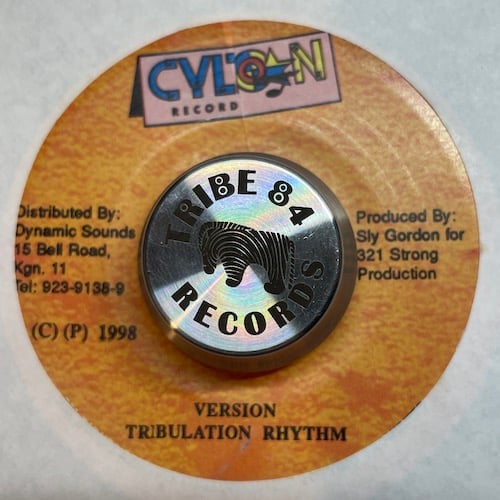 CYLTON
RECORD
TRIBE 84
RECORDS
Distributed By:
Dynamic Sounds
15 Bell Road,
Kgn. 11
Tel: 923-9138-9
Produced By:
Sly Gordon for
321 Strong
Production
(C) (P) 1998
VERSION
TRIBULATION RHYTHM